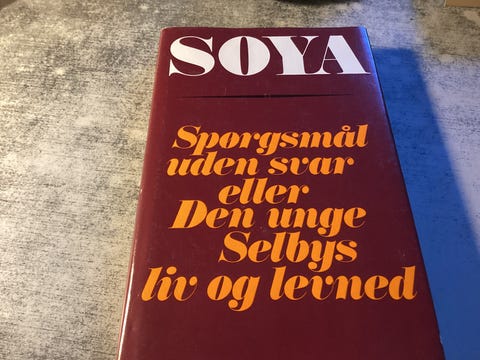 SOYA
Spørgsmål
uden svar
eller
Den unge
Selbys
liv og levned